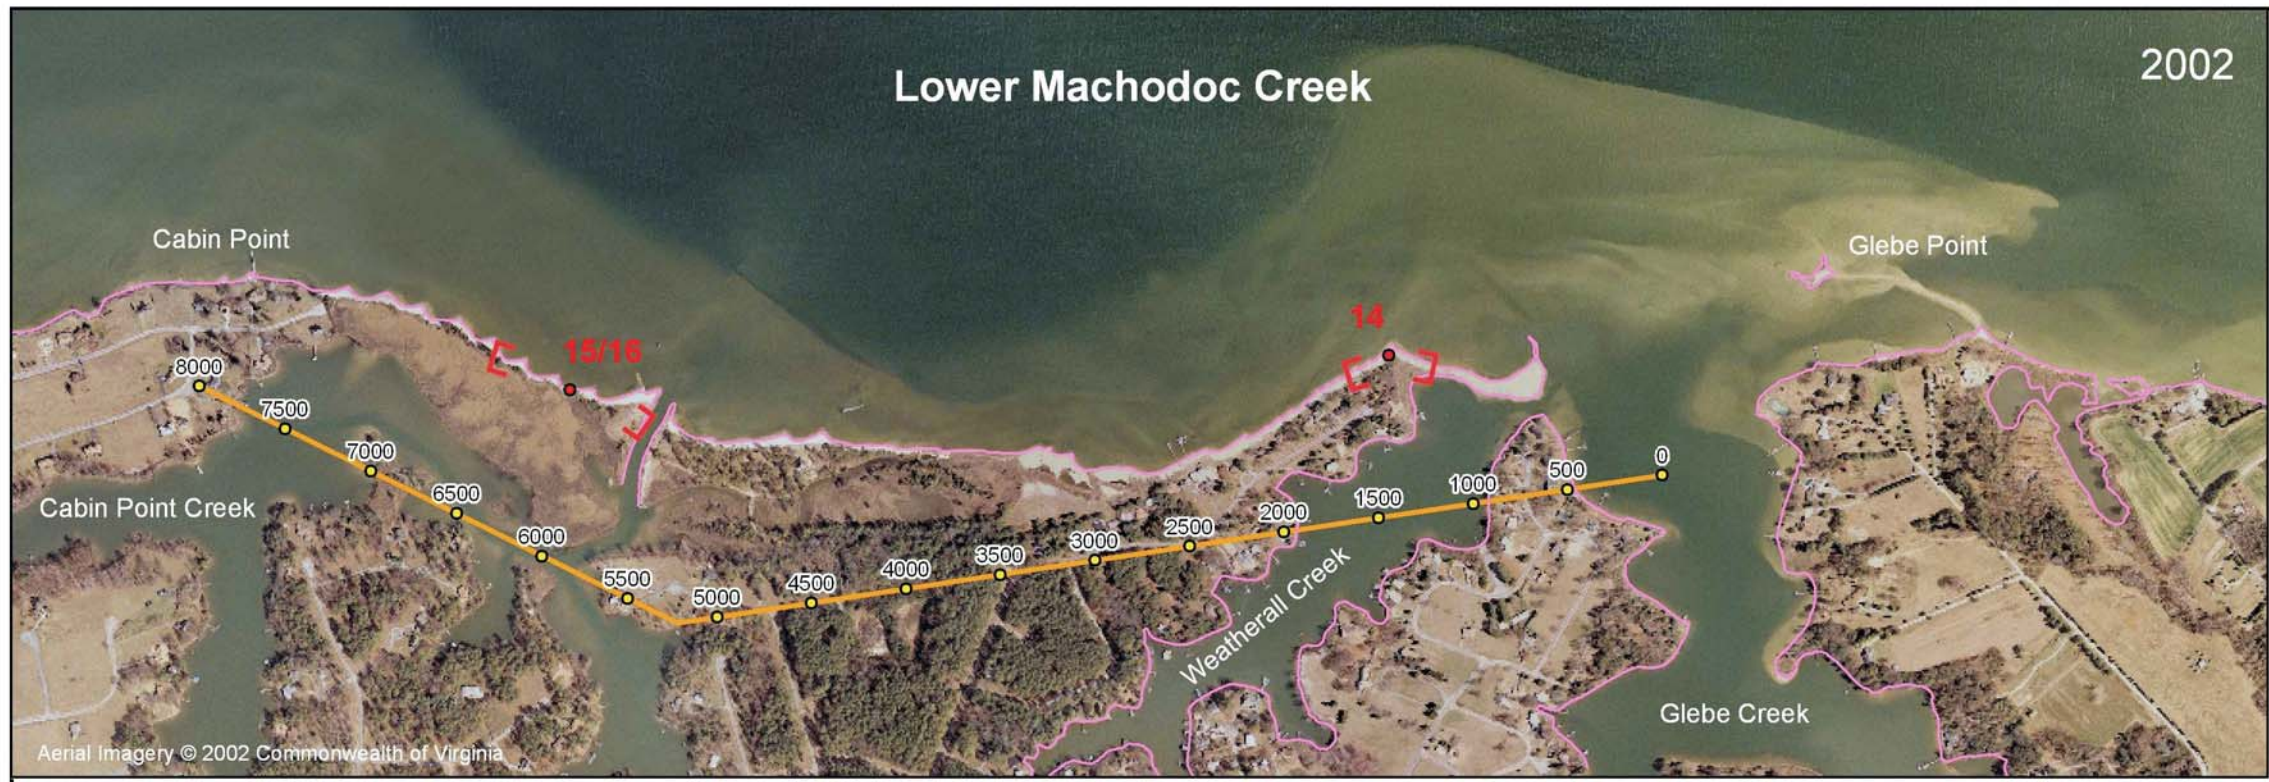 2002
Lower Machodoc Creek
Cabin Point
Glebe Point
14
15/16
8000
7500
7000
6500
6000
5500
5000
4500
4000
3500
3000
2500
2000
1500
1000
500
0
Cabin Point Creek
Weatherall Creek
Glebe Creek
Aerial Imagery © 2002 Commonwealth of Virginia